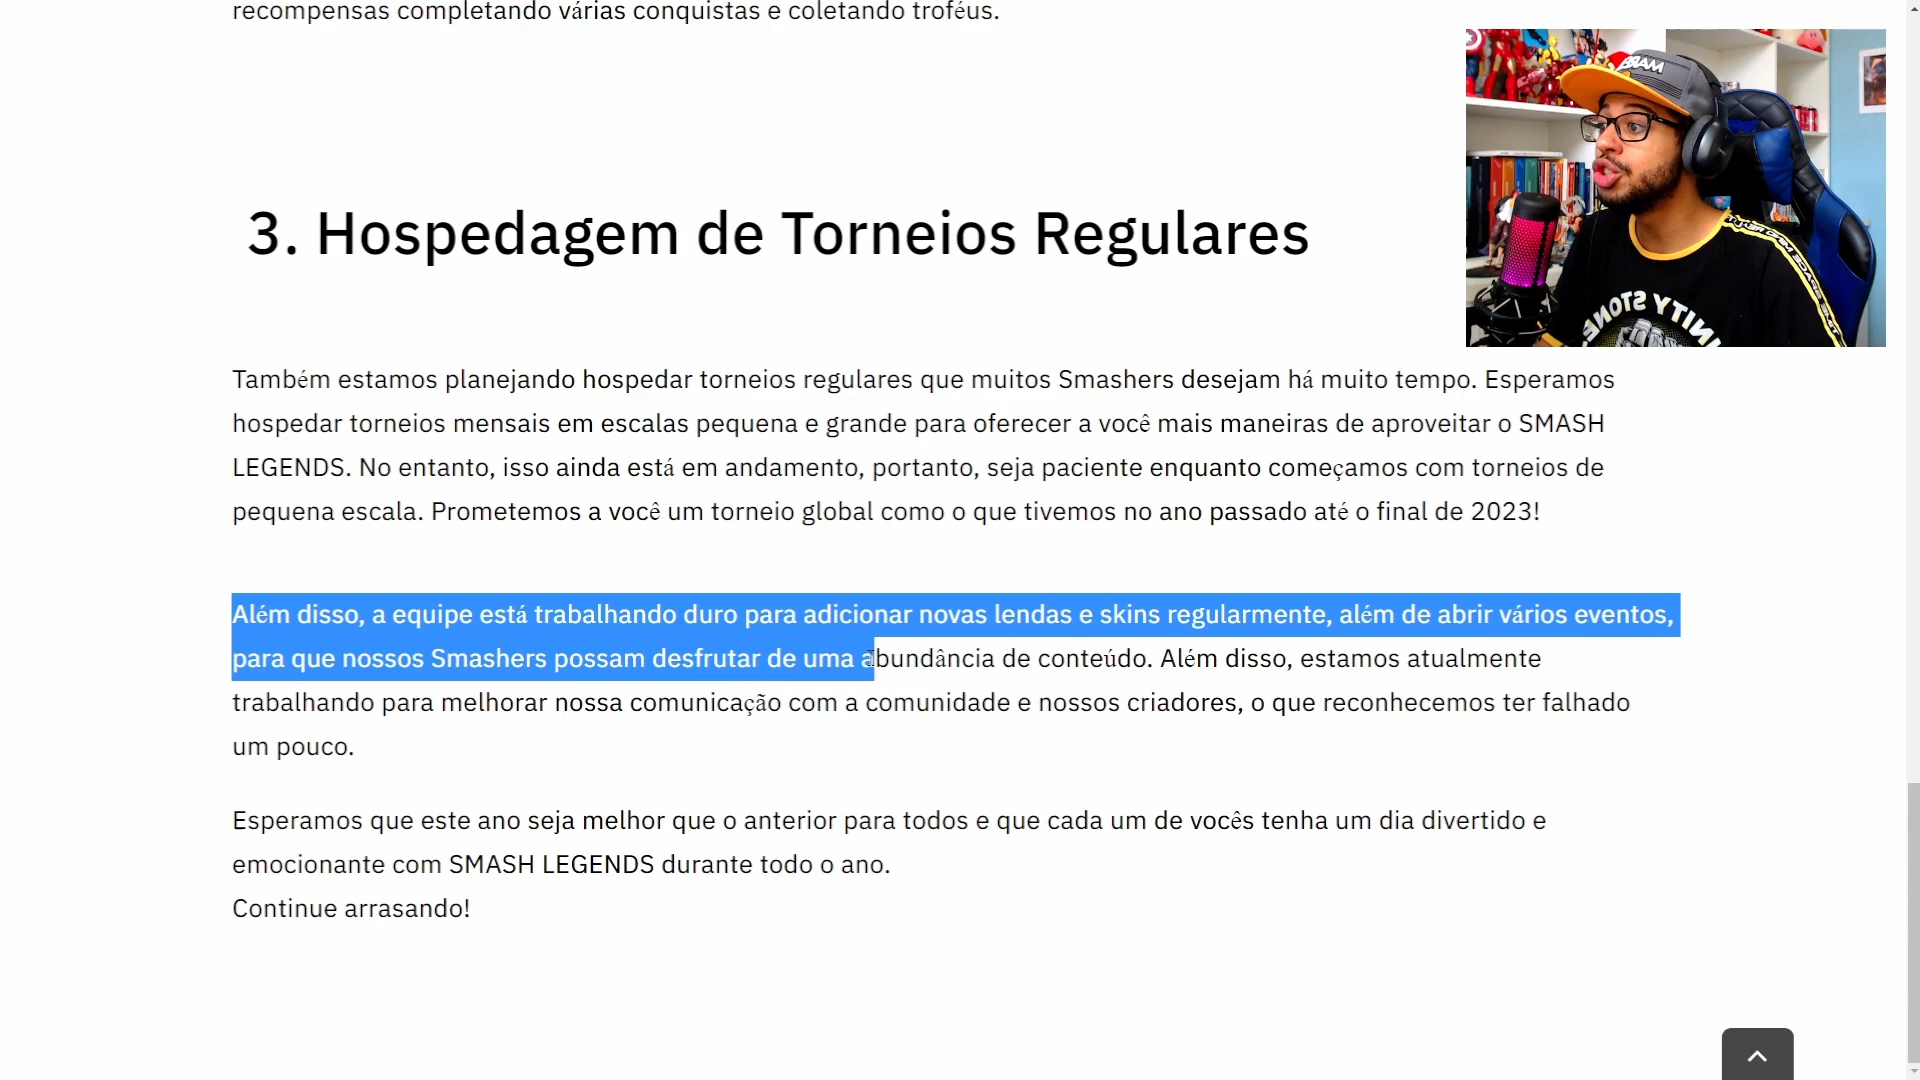 recompensas completando várias conquistas e coletando troféus.
3. Hospedagem de Torneios Regulares
Também estamos planejando hospedar torneios regulares que muitos Smashers desejam há muito tempo. Esperamos
hospedar torneios mensais em escalas pequena e grande para oferecer a você mais maneiras de aproveitar o SMASH
LEGENDS. No entanto, isso ainda está em andamento, portanto, seja paciente enquanto começamos com torneios de
pequena escala. Prometemos a você um torneio global como o que tivemos no ano passado até o final de 2023!
Além disso, a equipe está trabalhando duro para adicionar novas lendas e skins regularmente, além de abrir vários eventos,
para que nossos Smashers possam desfrutar de uma abundância de conteúdo. Além disso, estamos atualmente
trabalhando para melhorar nossa comunicação com a comunidade e nossos criadores, o que reconhecemos ter falhado
um pouco.
Esperamos que este ano seja melhor que o anterior para todos e que cada um de vocês tenha um dia divertido e
emocionante com SMASH LEGENDS durante todo o ano.
Continue arrasando!